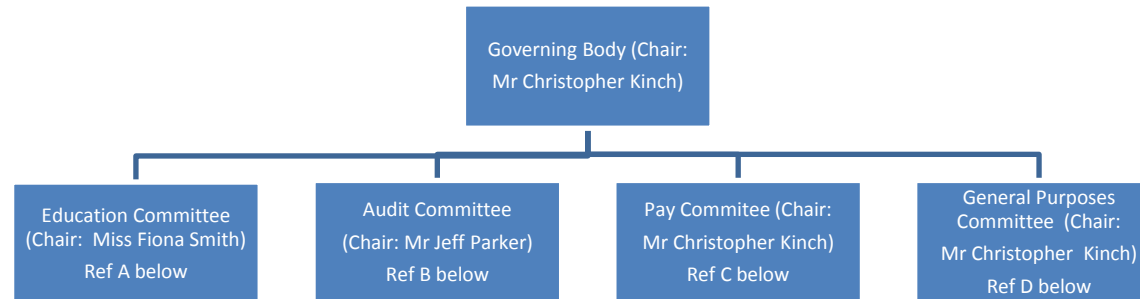 Governing Body (Chair:
Mr Christopher Kinch)
Education Committee
(Chair: Miss Fiona Smith)
Ref A below
Audit Committee
(Chair: Mr Jeff Parker)
Ref B below
Pay Commitee (Chair:
Mr Christopher Kinch)
Ref C below
General Purposes
Committee (Chair:
Mr Christopher Kinch)
Ref D below